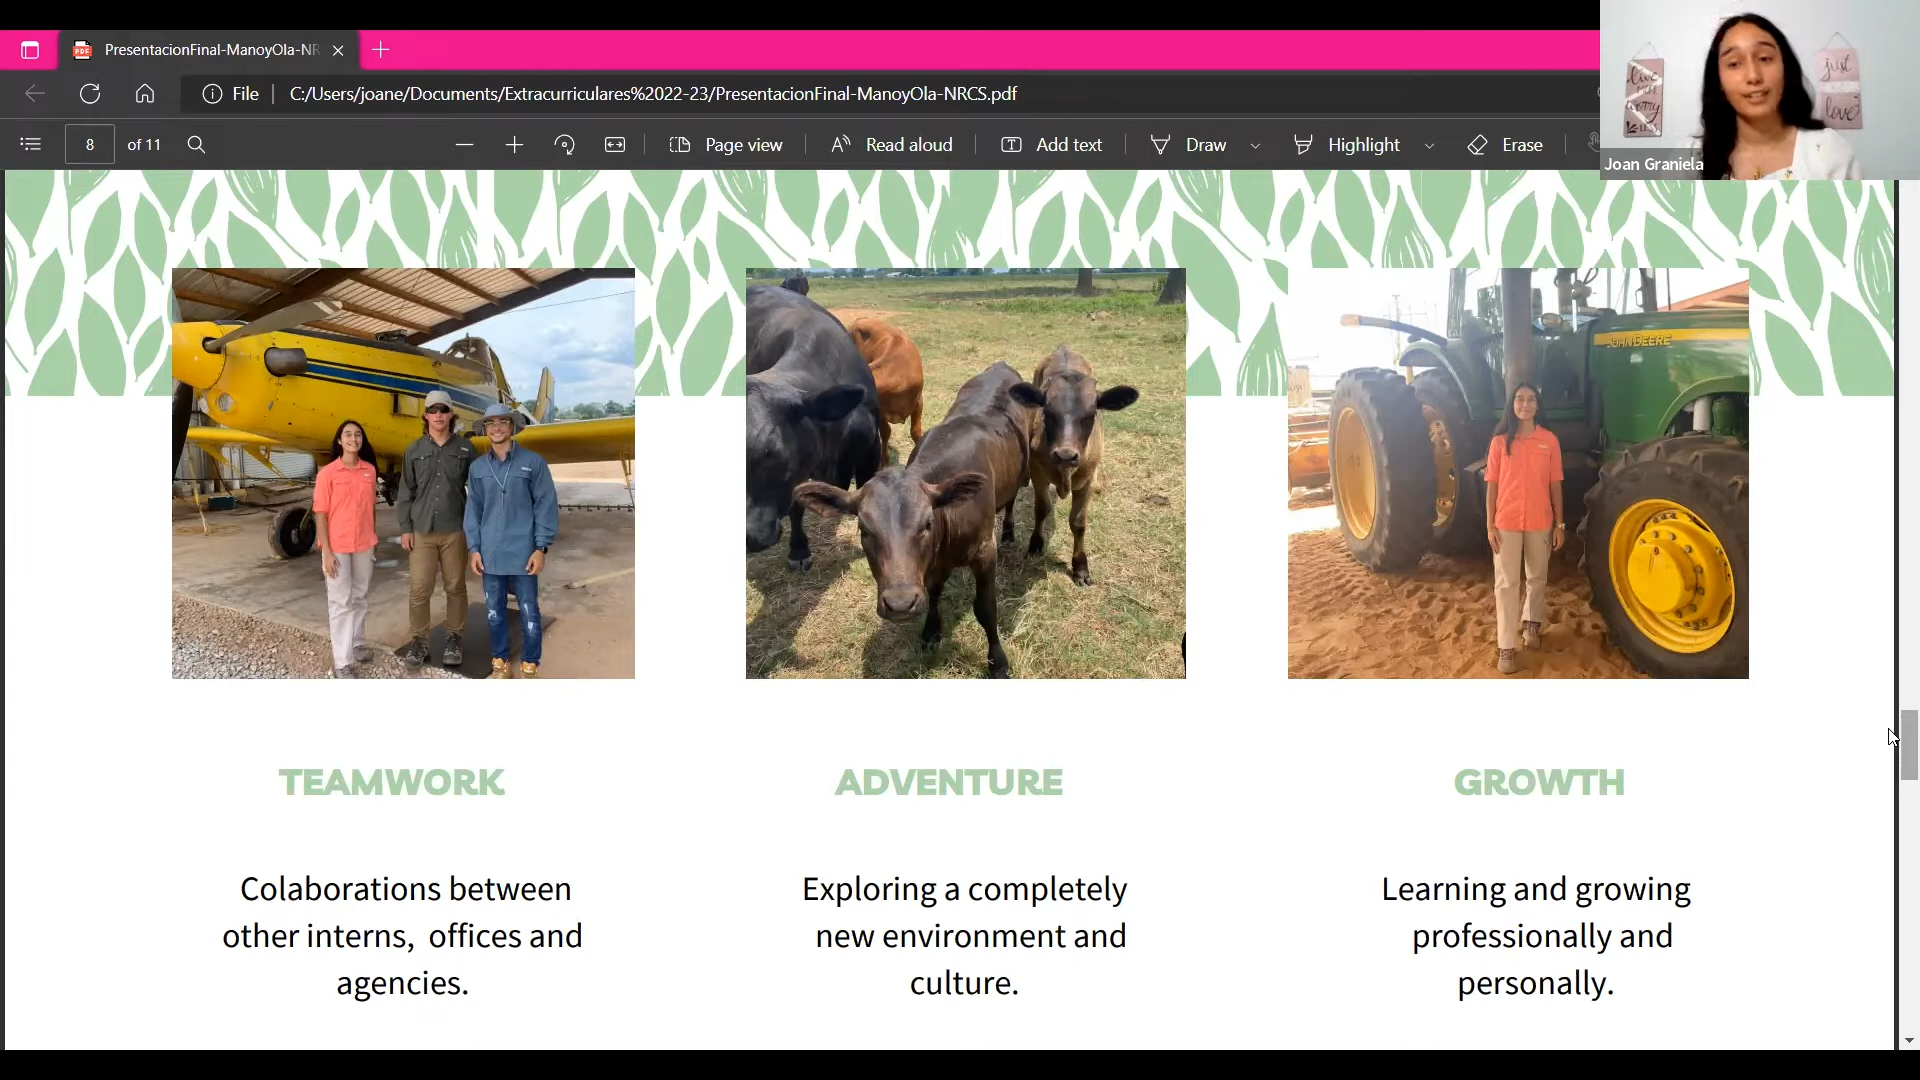 PresentacionFinal-ManoyOla-NR
File
C:/Users/joane/Documents/Extracurriculares%2022-23/PresentacionFinal-ManoyOla-NRCS.pdf
8 of 11
Page view
Read aloud
Add text
Draw
Highlight
Erase
just
love
Joan Graniela
JOHN DEERE
TEAMWORK
Colaborations between
other interns, offices and
agencies.
ADVENTURE
Exploring a completely
new environment and
culture.
GROWTH
Learning and growing
professionally and
personally.